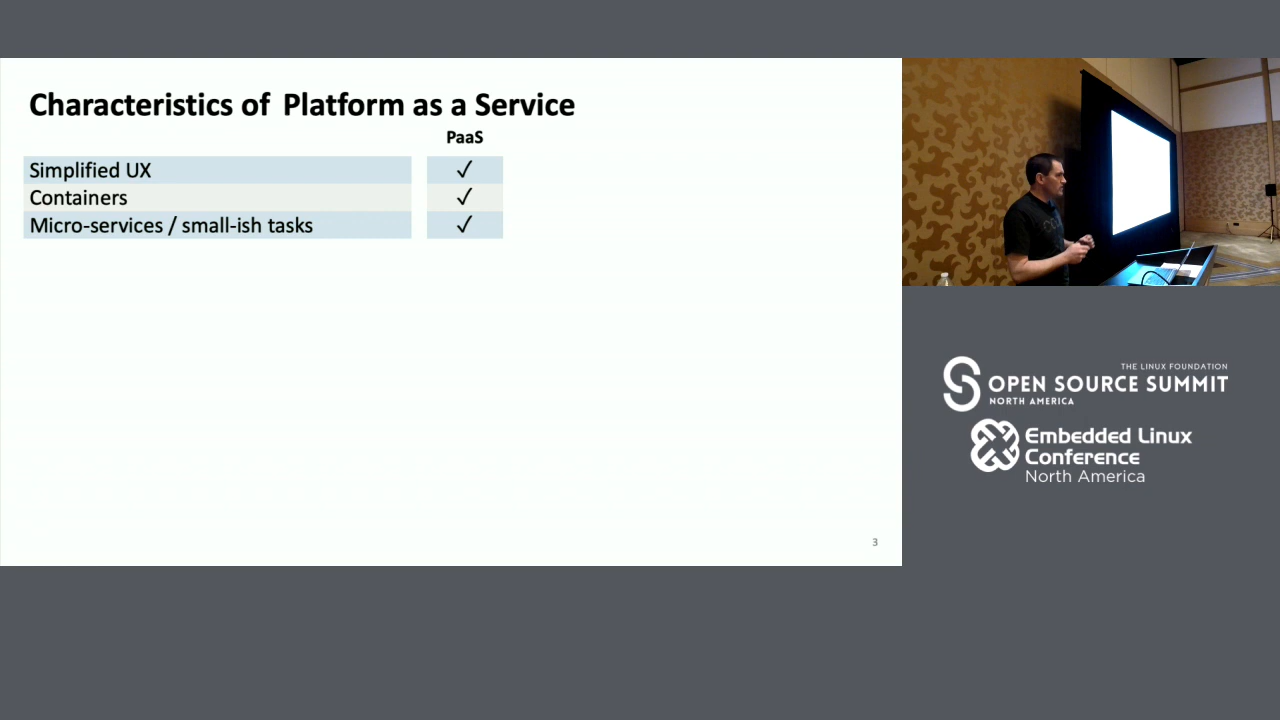 Characteristics of Platform as a Service
PaaS
Simplified UX ✓
Containers ✓
Micro-services / small-ish tasks ✓
3
THE LINUX FOUNDATION
OPEN SOURCE SUMMIT
NORTH AMERICA
Embedded Linux
Conference
North America